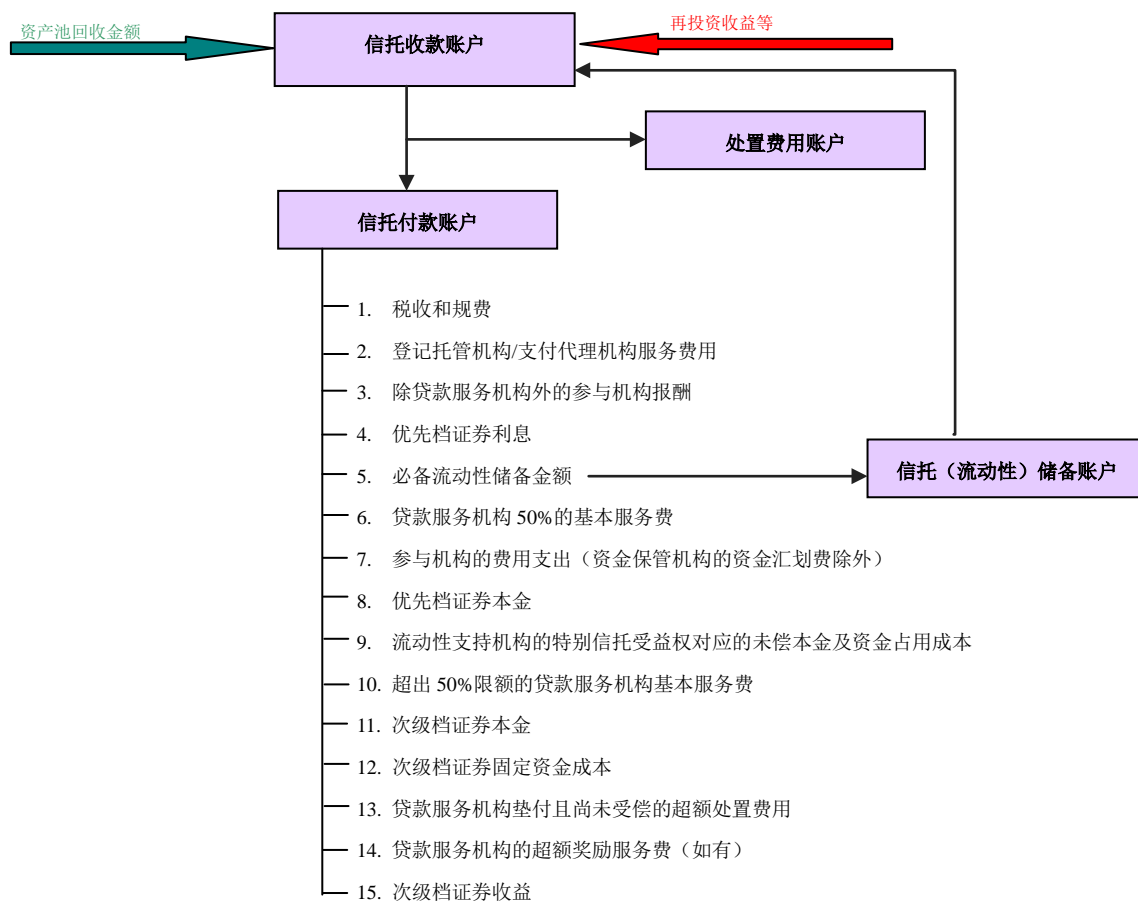 资产池回收金额
再投资收益等
信托收款账户
处置费用账户
信托付款账户
1. 税收和规费
2. 登记托管机构/支付代理机构服务费用
3. 除贷款服务机构外的参与机构报酬
4. 优先档证券利息
5. 必备流动性储备金额
信托（流动性）储备账户
6. 贷款服务机构 50%的基本服务费
7. 参与机构的费用支出（资金保管机构的资金汇划费除外）
8. 优先档证券本金
9. 流动性支持机构的特别信托受益权对应的未偿本金及资金占用成本
10. 超出 50%限额的贷款服务机构基本服务费
11. 次级档证券本金
12. 次级档证券固定资金成本
13. 贷款服务机构垫付且尚未受偿的超额处置费用
14. 贷款服务机构的超额奖励服务费（如有）
15. 次级档证券收益